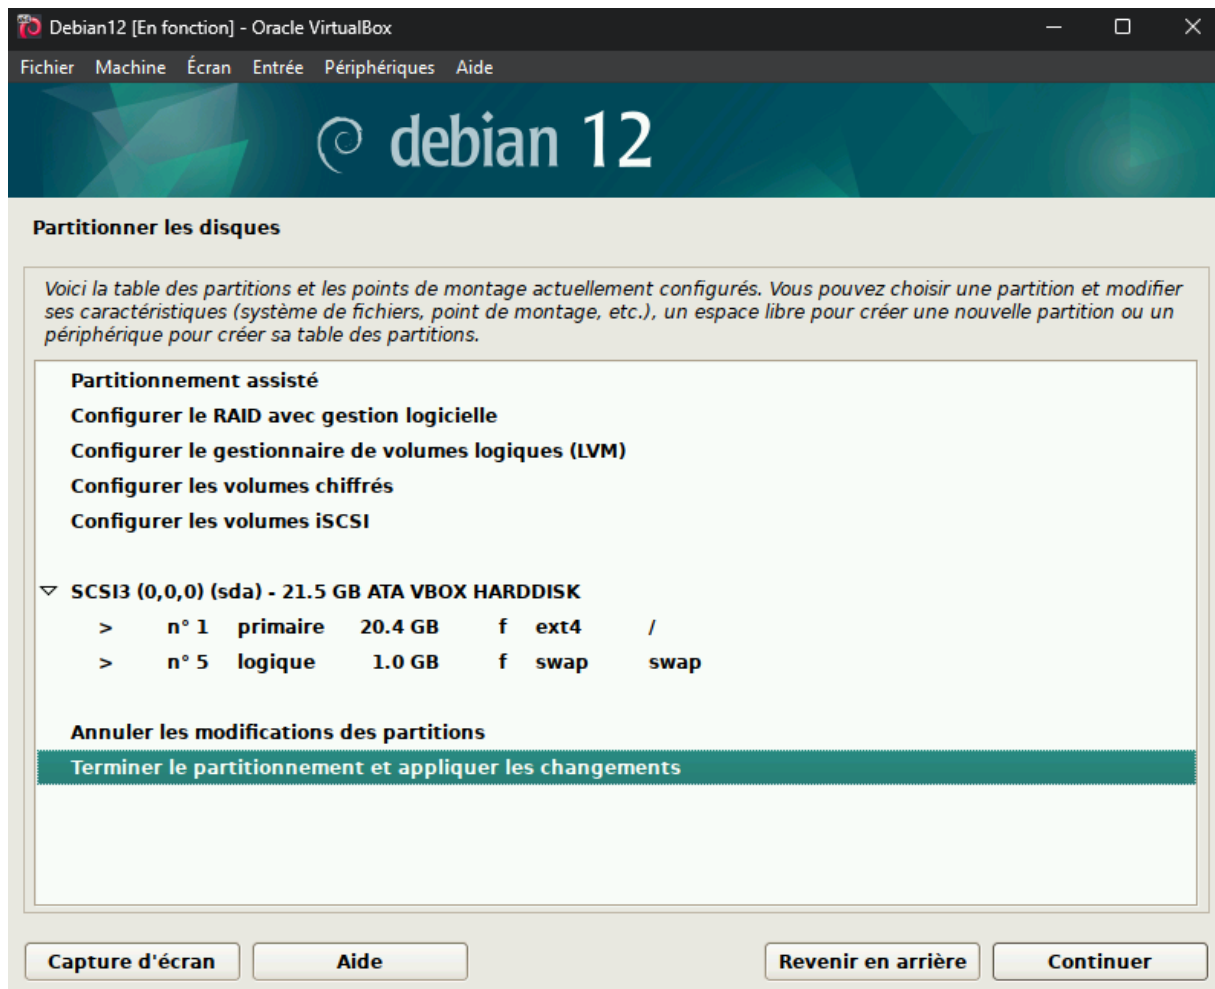 Debian12 [En fonction] - Oracle VirtualBox
Fichier Machine Écran Entrée Périphériques Aide
debian 12
Partitionner les disques
Voici la table des partitions et les points de montage actuellement configurés. Vous pouvez choisir une partition et modifier
ses caractéristiques (système de fichiers, point de montage, etc.), un espace libre pour créer une nouvelle partition ou un
périphérique pour créer sa table des partitions.
Partitionnement assisté
Configurer le RAID avec gestion logicielle
Configurer le gestionnaire de volumes logiques (LVM)
Configurer les volumes chiffrés
Configurer les volumes iSCSI
SCSI3 (0,0,0) (sda) - 21.5 GB ATA VBOX HARDDISK
> n° 1 primaire 20.4 GB f ext4 /
> n° 5 logique 1.0 GB f swap swap
Annuler les modifications des partitions
Terminer le partitionnement et appliquer les changements
Capture d'écran Aide Revenir en arrière Continuer